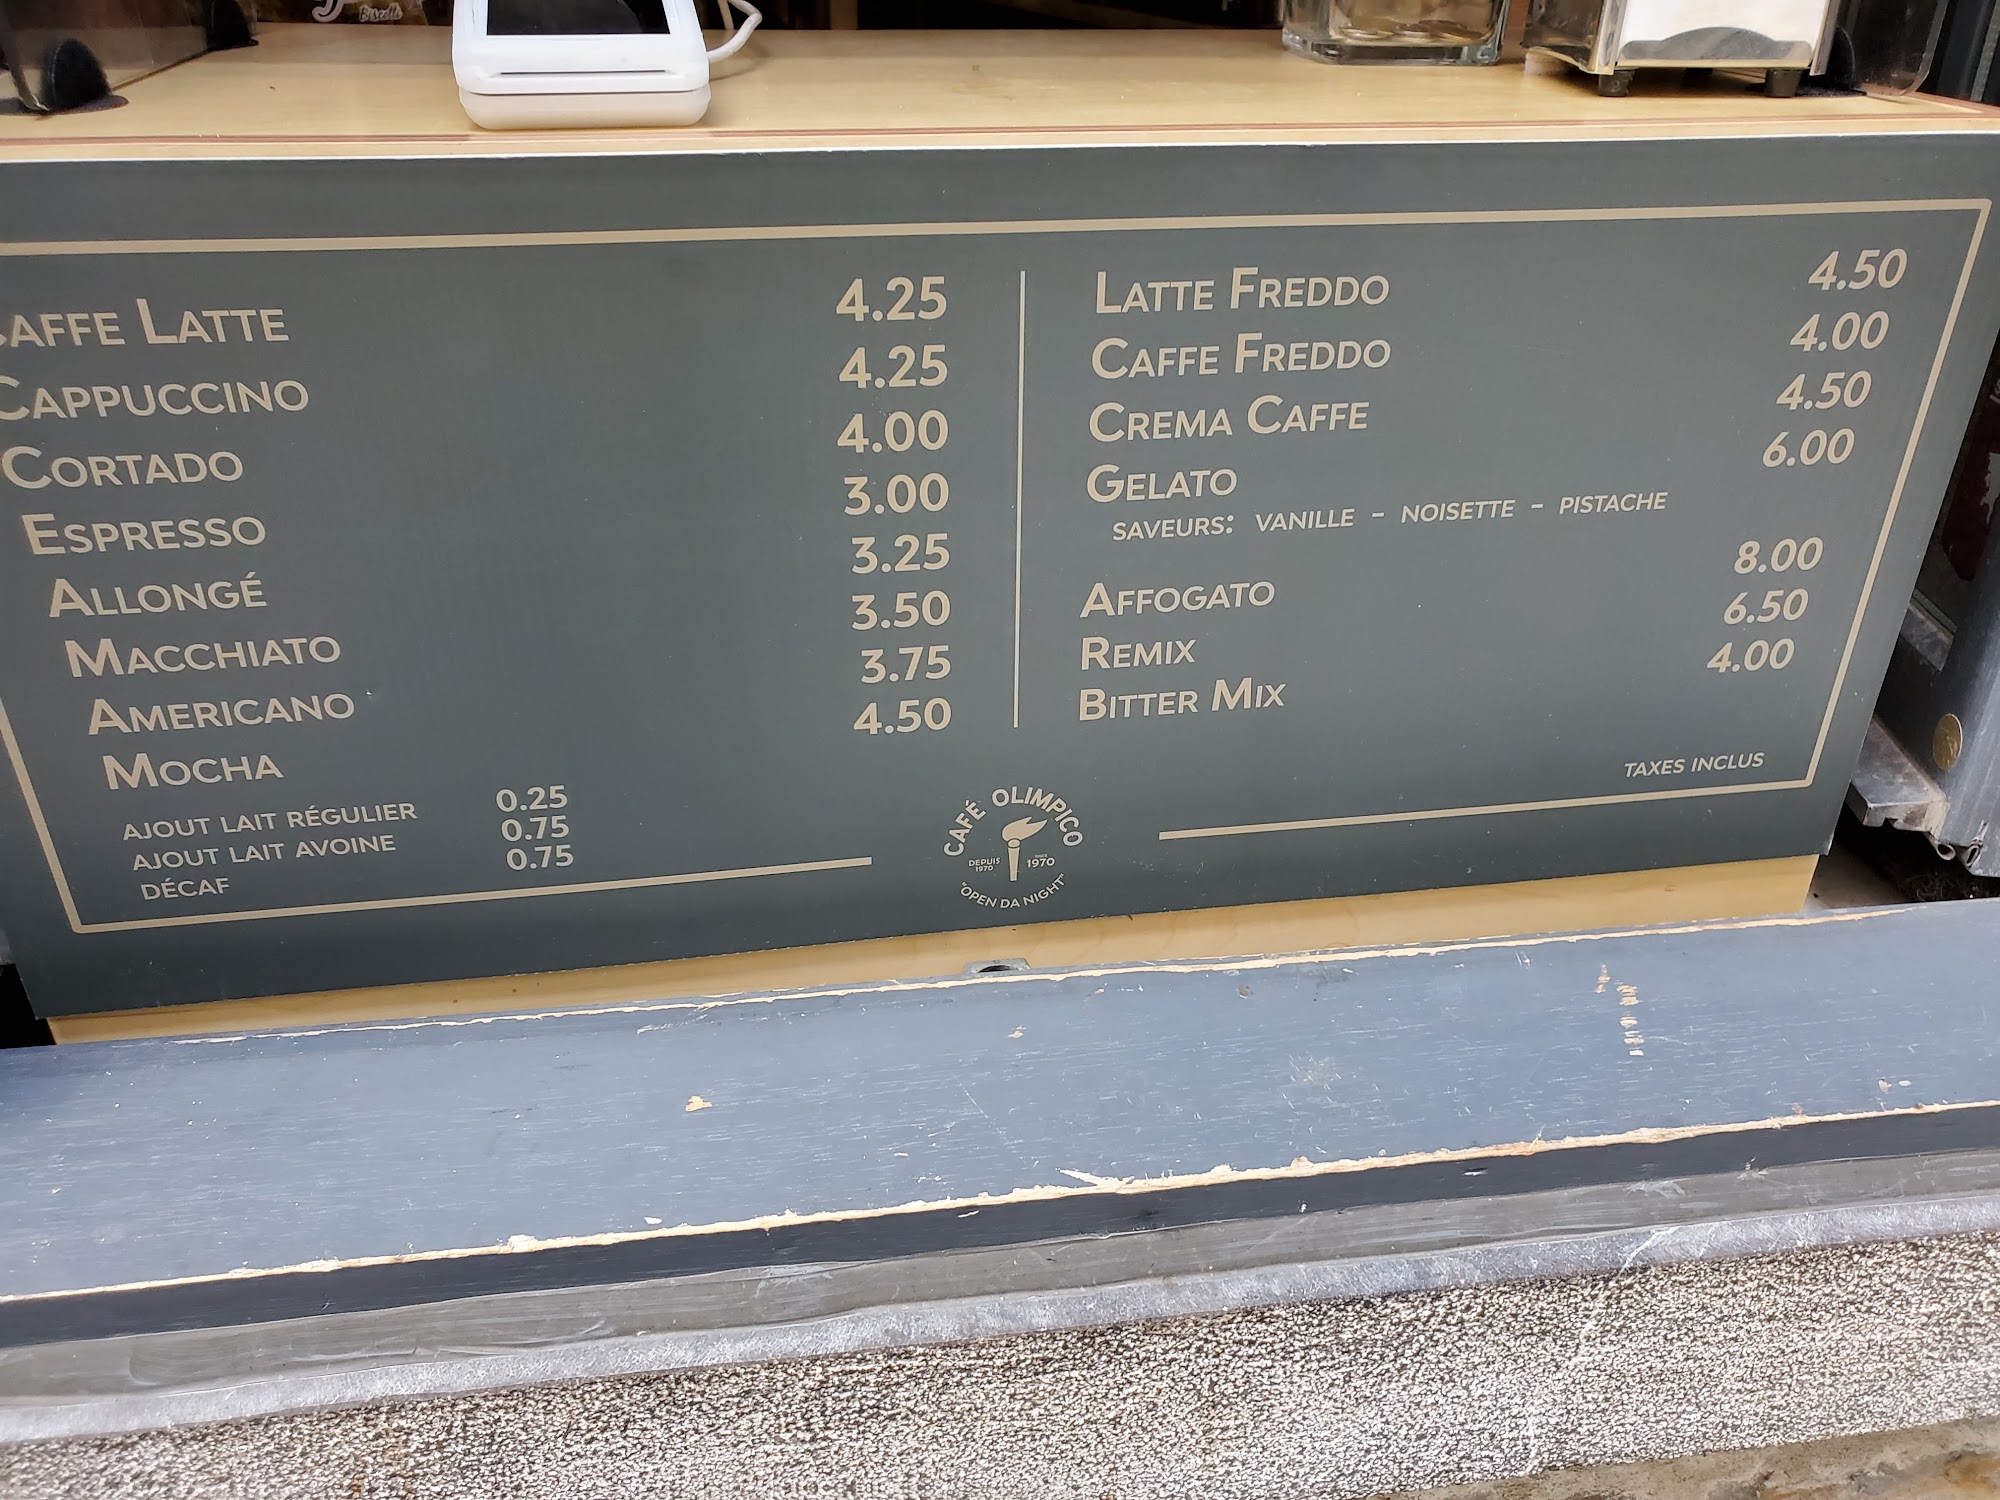 Biscotti
CAFFE LATTE 4.25
CAPPUCCINO 4.25
CORTADO 4.00
ESPRESSO 3.00
ALLONGÉ 3.25
MACCHIATO 3.50
AMERICANO 3.75
MOCHA 4.50
AJOUT LAIT RÉGULIER 0.25
AJOUT LAIT AVOINE 0.75
DÉCAF 0.75
LATTE FREDDO 4.50
CAFFE FREDDO 4.00
CREMA CAFFE 4.50
GELATO 6.00
SAVEURS: VANILLE - NOISETTE - PISTACHE
AFFOGATO 8.00
REMIX 6.50
BITTER MIX 4.00
TAXES INCLUS
CAFÉ OLIMPICO
DEPUIS 1970
SINCE 1970
"OPEN DA NIGHT"